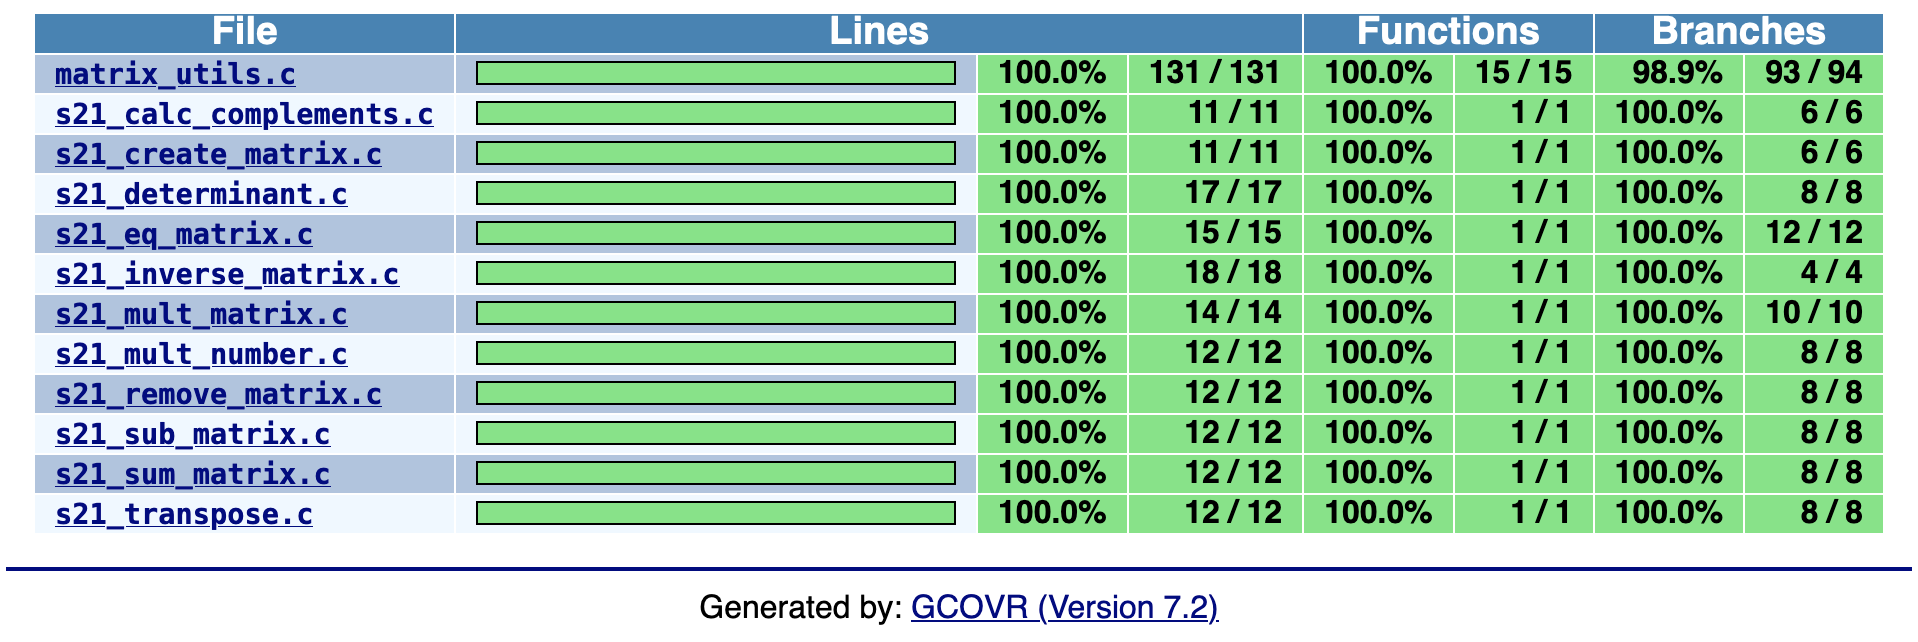 File Lines Functions Branches
matrix_utils.c 100.0% 131 / 131 100.0% 15 / 15 98.9% 93 / 94
s21_calc_complements.c 100.0% 11 / 11 100.0% 1 / 1 100.0% 6 / 6
s21_create_matrix.c 100.0% 11 / 11 100.0% 1 / 1 100.0% 6 / 6
s21_determinant.c 100.0% 17 / 17 100.0% 1 / 1 100.0% 8 / 8
s21_eq_matrix.c 100.0% 15 / 15 100.0% 1 / 1 100.0% 12 / 12
s21_inverse_matrix.c 100.0% 18 / 18 100.0% 1 / 1 100.0% 4 / 4
s21_mult_matrix.c 100.0% 14 / 14 100.0% 1 / 1 100.0% 10 / 10
s21_mult_number.c 100.0% 12 / 12 100.0% 1 / 1 100.0% 8 / 8
s21_remove_matrix.c 100.0% 12 / 12 100.0% 1 / 1 100.0% 8 / 8
s21_sub_matrix.c 100.0% 12 / 12 100.0% 1 / 1 100.0% 8 / 8
s21_sum_matrix.c 100.0% 12 / 12 100.0% 1 / 1 100.0% 8 / 8
s21_transpose.c 100.0% 12 / 12 100.0% 1 / 1 100.0% 8 / 8
Generated by: GCOVR (Version 7.2)